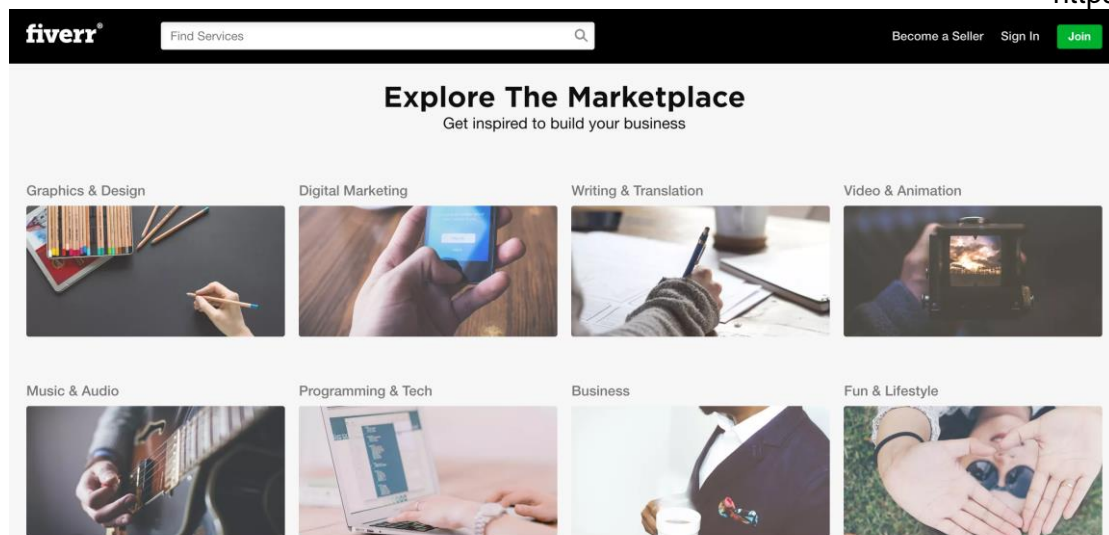 https
fiverr®
Find Services
Become a Seller Sign In Join
Explore The Marketplace
Get inspired to build your business
Graphics & Design Digital Marketing Writing & Translation Video & Animation
Music & Audio Programming & Tech Business Fun & Lifestyle